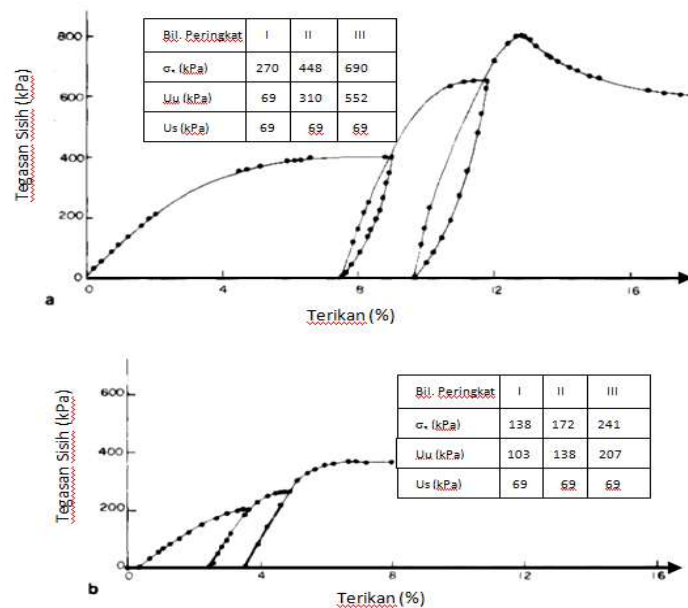 Tegasan Sisih (kPa)
800
600
400
200
0
Bil. Peringkat I II III
σₑ (kPa) 270 448 690
Uu (kPa) 69 310 552
Us (kPa) 69 69 69
0 4 8 12 16
a
Terikan (%)
Tegasan Sisih (kPa)
600
400
200
0
Bil. Peringkat I II III
σₑ (kPa) 138 172 241
Uu (kPa) 103 138 207
Us (kPa) 69 69 69
0 4 8 12 16
b
Terikan (%)